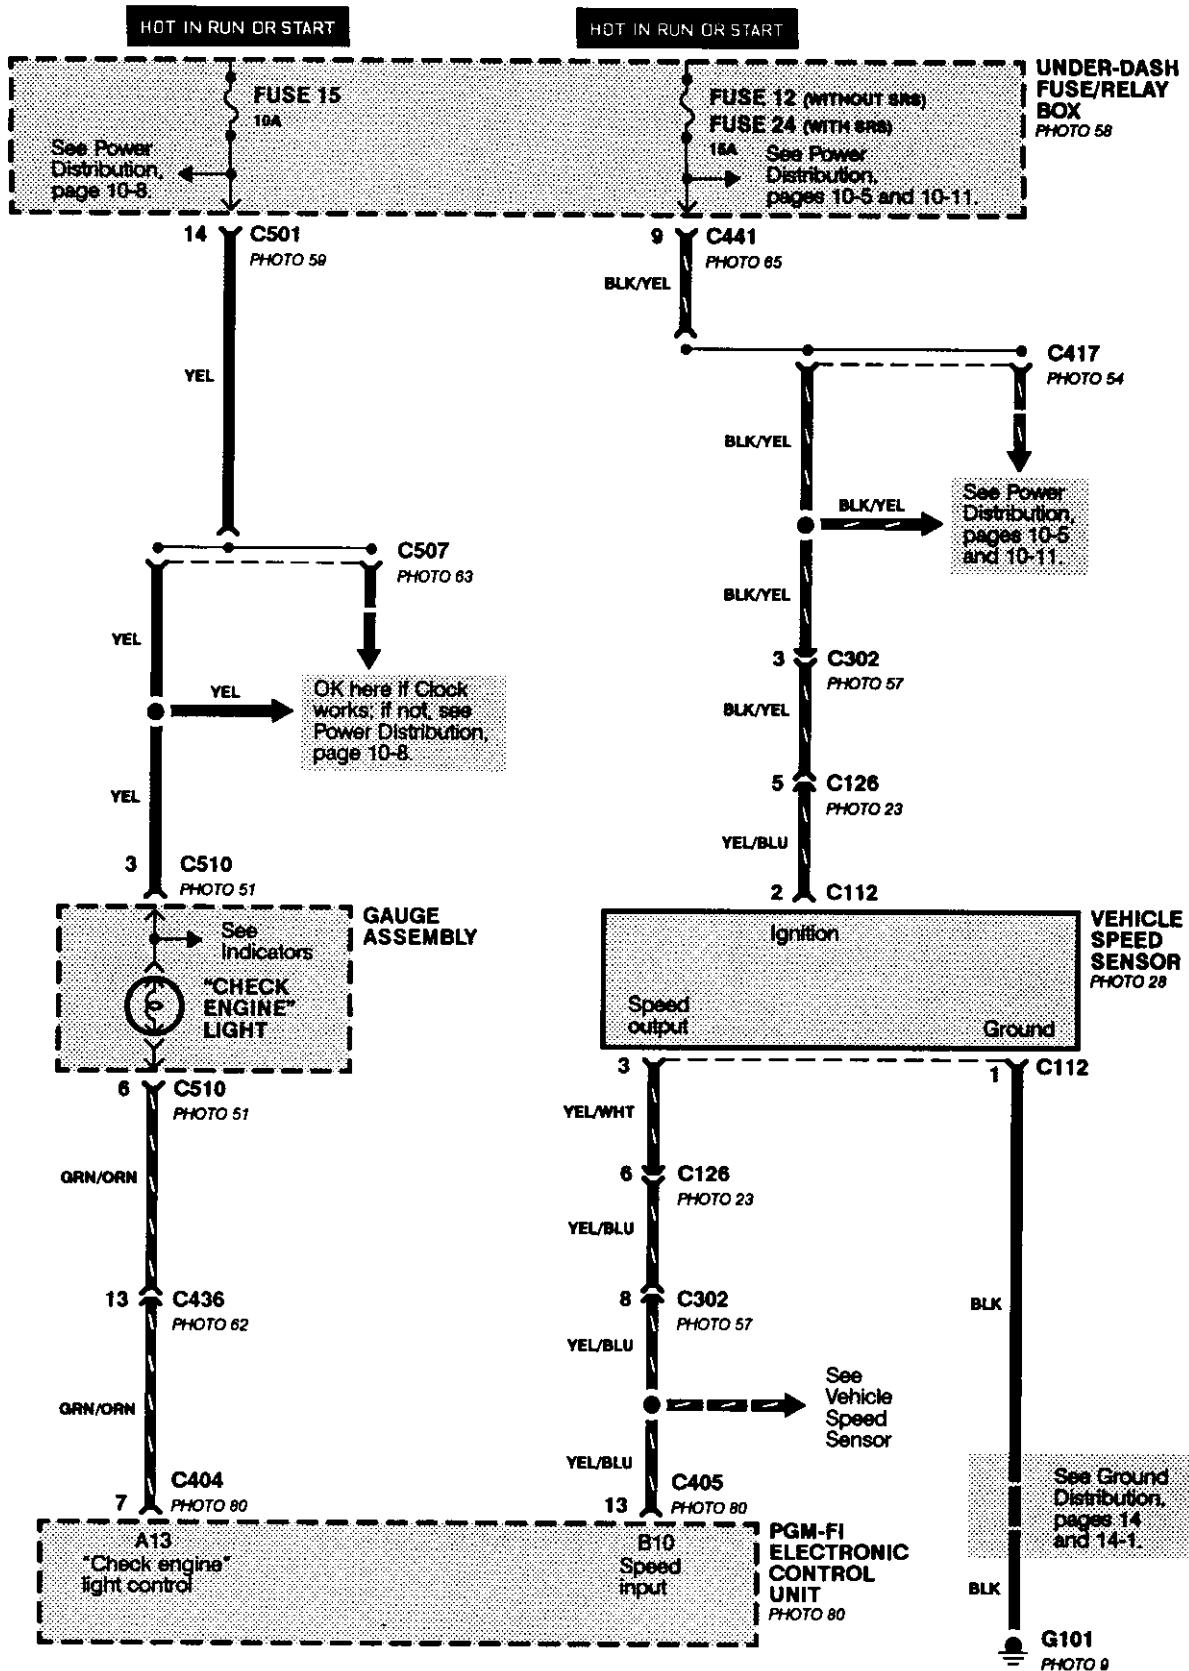 HOT IN RUN OR START
HOT IN RUN OR START
UNDER-DASH
FUSE/RELAY
BOX
PHOTO 58
FUSE 15
10A
See Power
Distribution,
page 10-8.
FUSE 12 (WITHOUT SRS)
FUSE 24 (WITH SRS)
15A
See Power
Distribution,
pages 10-5 and 10-11.
14 C501
PHOTO 59
9 C441
PHOTO 65
BLK/YEL
YEL
C417
PHOTO 54
BLK/YEL
BLK/YEL
See Power
Distribution,
pages 10-5
and 10-11.
C507
PHOTO 63
BLK/YEL
YEL
YEL
OK here if Clock
works; if not, see
Power Distribution,
page 10-8.
3 C302
PHOTO 57
BLK/YEL
YEL
5 C126
PHOTO 23
YEL/BLU
3 C510
PHOTO 51
2 C112
GAUGE
ASSEMBLY
See
Indicators
"CHECK
ENGINE"
LIGHT
VEHICLE
SPEED
SENSOR
PHOTO 28
Ignition
Speed
output
Ground
6 C510
PHOTO 51
3
1 C112
YEL/WHT
GRN/ORN
6 C126
PHOTO 23
YEL/BLU
13 C436
PHOTO 62
8 C302
PHOTO 57
BLK
YEL/BLU
GRN/ORN
See
Vehicle
Speed
Sensor
YEL/BLU
C404
7 PHOTO 80
C405
13 PHOTO 80
See Ground
Distribution,
pages 14
and 14-1.
A13
"Check engine"
light control
B10
Speed
input
PGM-FI
ELECTRONIC
CONTROL
UNIT
PHOTO 80
BLK
G101
PHOTO 9